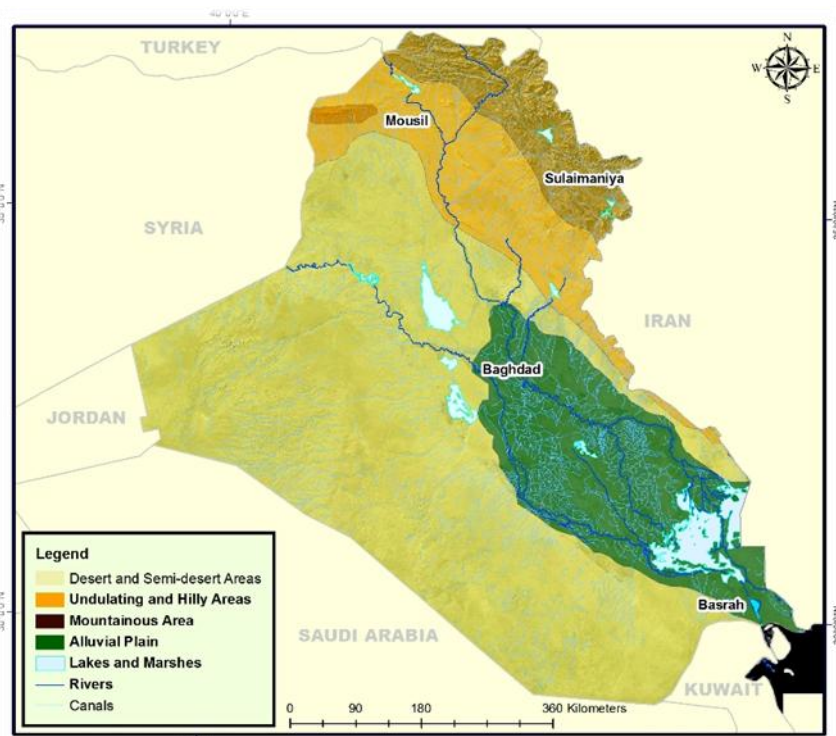 40°0'0"E
TURKEY
N
W
E
S
Mousil
Sulaimaniya
SYRIA
IRAN
Baghdad
JORDAN
Legend
Desert and Semi-desert Areas
Undulating and Hilly Areas
Mountainous Area
Alluvial Plain
Lakes and Marshes
Rivers
Canals
Basrah
SAUDI ARABIA
KUWAIT
0 90 180 360 Kilometers